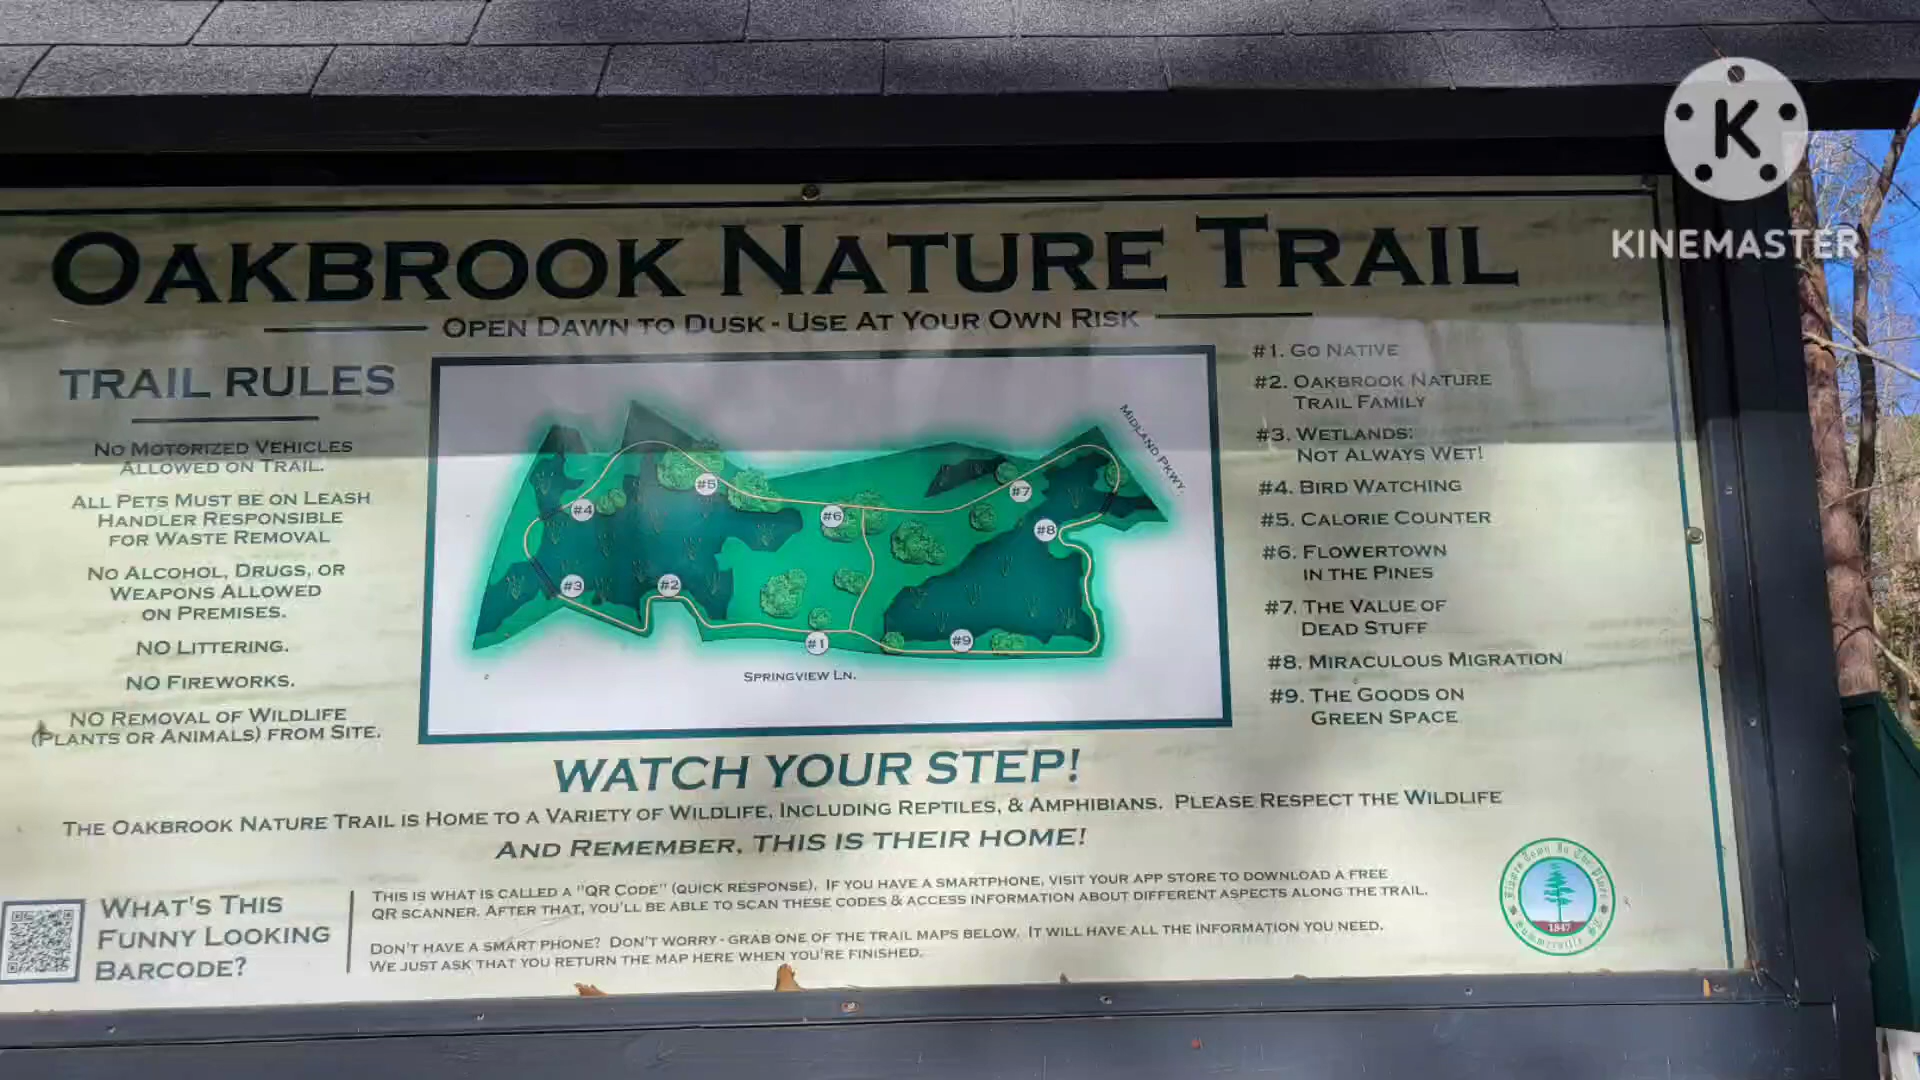 K
KINEMASTER
OAKBROOK NATURE TRAIL
OPEN DAWN TO DUSK - USE AT YOUR OWN RISK
TRAIL RULES
NO MOTORIZED VEHICLES
ALLOWED ON TRAIL.
ALL PETS MUST BE ON LEASH
HANDLER RESPONSIBLE
FOR WASTE REMOVAL
NO ALCOHOL, DRUGS, OR
WEAPONS ALLOWED
ON PREMISES.
NO LITTERING.
NO FIREWORKS.
NO REMOVAL OF WILDLIFE
(PLANTS OR ANIMALS) FROM SITE.
MIDLAND PKWY.
#5
#4
#7
#6
#8
#3
#2
#1
#9
SPRINGVIEW LN.
#1. GO NATIVE
#2. OAKBROOK NATURE
TRAIL FAMILY
#3. WETLANDS:
NOT ALWAYS WET!
#4. BIRD WATCHING
#5. CALORIE COUNTER
#6. FLOWERTOWN
IN THE PINES
#7. THE VALUE OF
DEAD STUFF
#8. MIRACULOUS MIGRATION
#9. THE GOODS ON
GREEN SPACE
WATCH YOUR STEP!
THE OAKBROOK NATURE TRAIL IS HOME TO A VARIETY OF WILDLIFE, INCLUDING REPTILES, & AMPHIBIANS. PLEASE RESPECT THE WILDLIFE
AND REMEMBER, THIS IS THEIR HOME!
WHAT'S THIS
FUNNY LOOKING
BARCODE?
THIS IS WHAT IS CALLED A "QR CODE" (QUICK RESPONSE). IF YOU HAVE A SMARTPHONE, VISIT YOUR APP STORE TO DOWNLOAD A FREE
QR SCANNER. AFTER THAT, YOU'LL BE ABLE TO SCAN THESE CODES & ACCESS INFORMATION ABOUT DIFFERENT ASPECTS ALONG THE TRAIL.
DON'T HAVE A SMART PHONE? DON'T WORRY - GRAB ONE OF THE TRAIL MAPS BELOW. IT WILL HAVE ALL THE INFORMATION YOU NEED.
WE JUST ASK THAT YOU RETURN THE MAP HERE WHEN YOU'RE FINISHED.
Town In The Pines
1847
Summerville